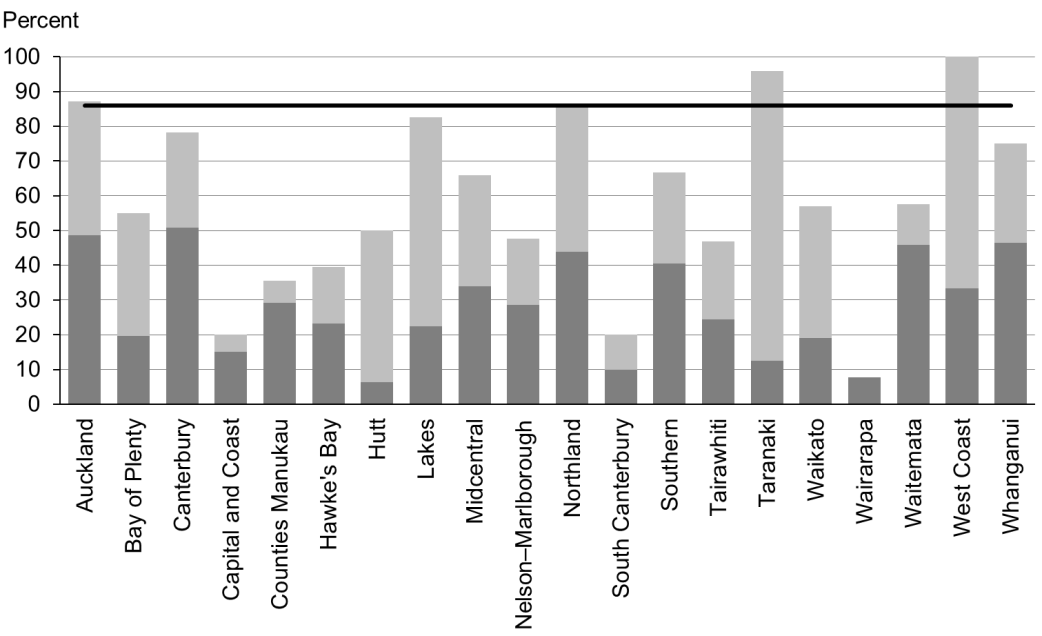 Percent
100
90
80
70
60
50
40
30
20
10
0
Auckland
Bay of Plenty
Canterbury
Capital and Coast
Counties Manukau
Hawke's Bay
Hutt
Lakes
Midcentral
Nelson–Marlborough
Northland
South Canterbury
Southern
Tairawhiti
Taranaki
Waikato
Wairarapa
Waitemata
West Coast
Whanganui